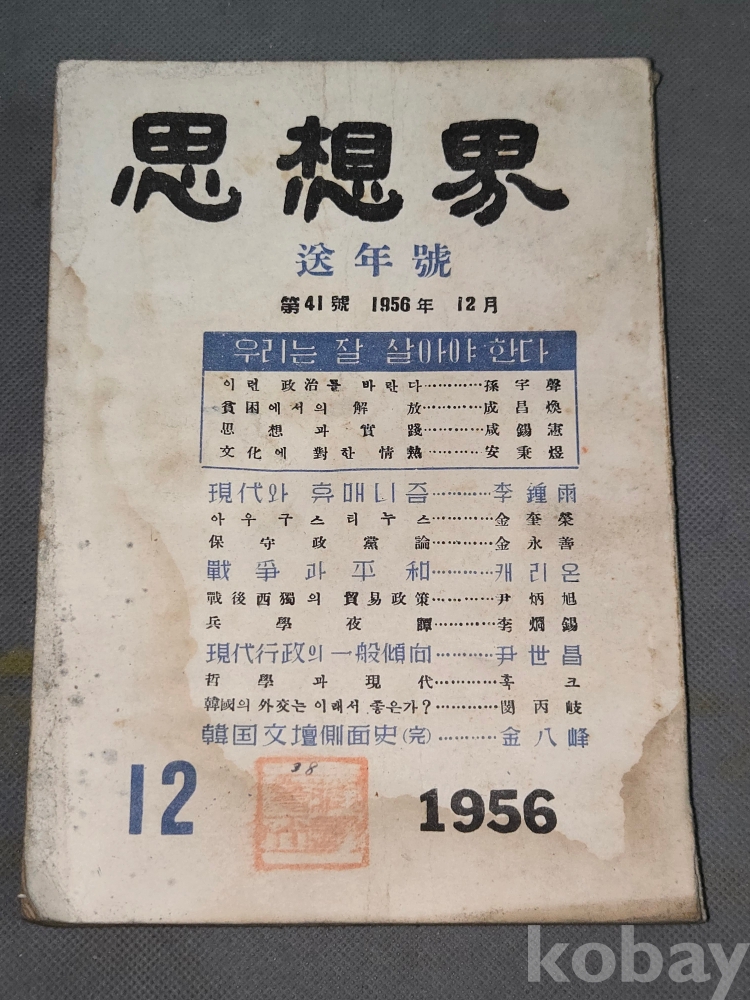 思想界
送年號
第41號 1956年 12月
우리는 잘 살아야 한다
이런 政治를 바란다············孫宇聲
貧困에서의 解放············成昌煥
思想과 實踐············咸錫憲
文化에 對한 情熱············安秉煜
現代와 휴매니즘············李鍾雨
아우구스티누스············金奎榮
保守政黨論············金永善
戰爭과 平和············케리온
戰後西獨의 貿易政策············尹炳旭
兵學夜譚············李烱錫
現代行政의 一般傾向············尹世昌
哲學과 現代············훅크
韓國의 外交는 이래서 좋은가?············閔丙岐
韓国文壇側面史(完)············金八峰
38
12
1956
kobay